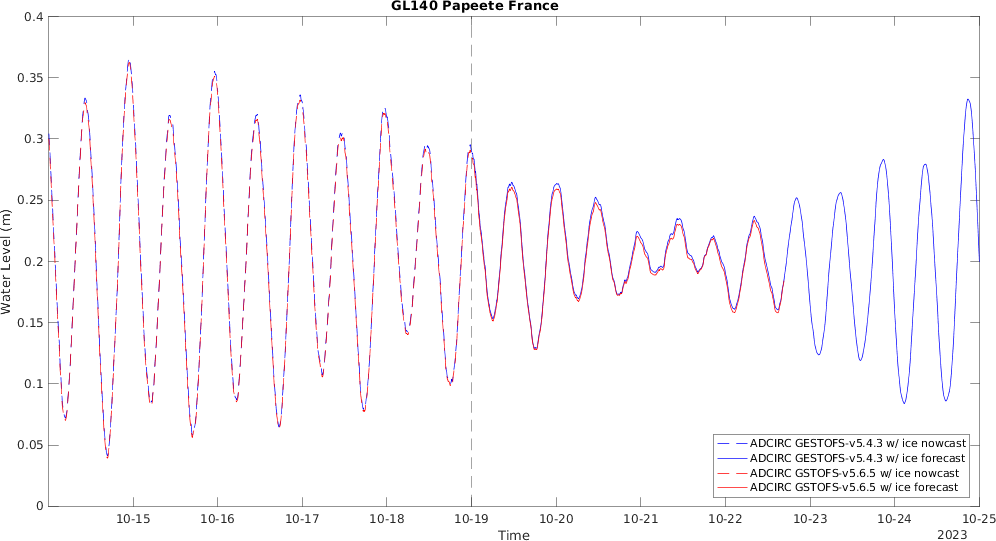 GL140 Papeete France
0.4
0.35
0.3
0.25
0.2
0.15
0.1
0.05
0
Water Level (m)
ADCIRC GESTOFS-v5.4.3 w/ ice nowcast
ADCIRC GESTOFS-v5.4.3 w/ ice forecast
ADCIRC GSTOFS-v5.6.5 w/ ice nowcast
ADCIRC GSTOFS-v5.6.5 w/ ice forecast
10-15 10-16 10-17 10-18 10-19 10-20 10-21 10-22 10-23 10-24 10-25
Time
2023